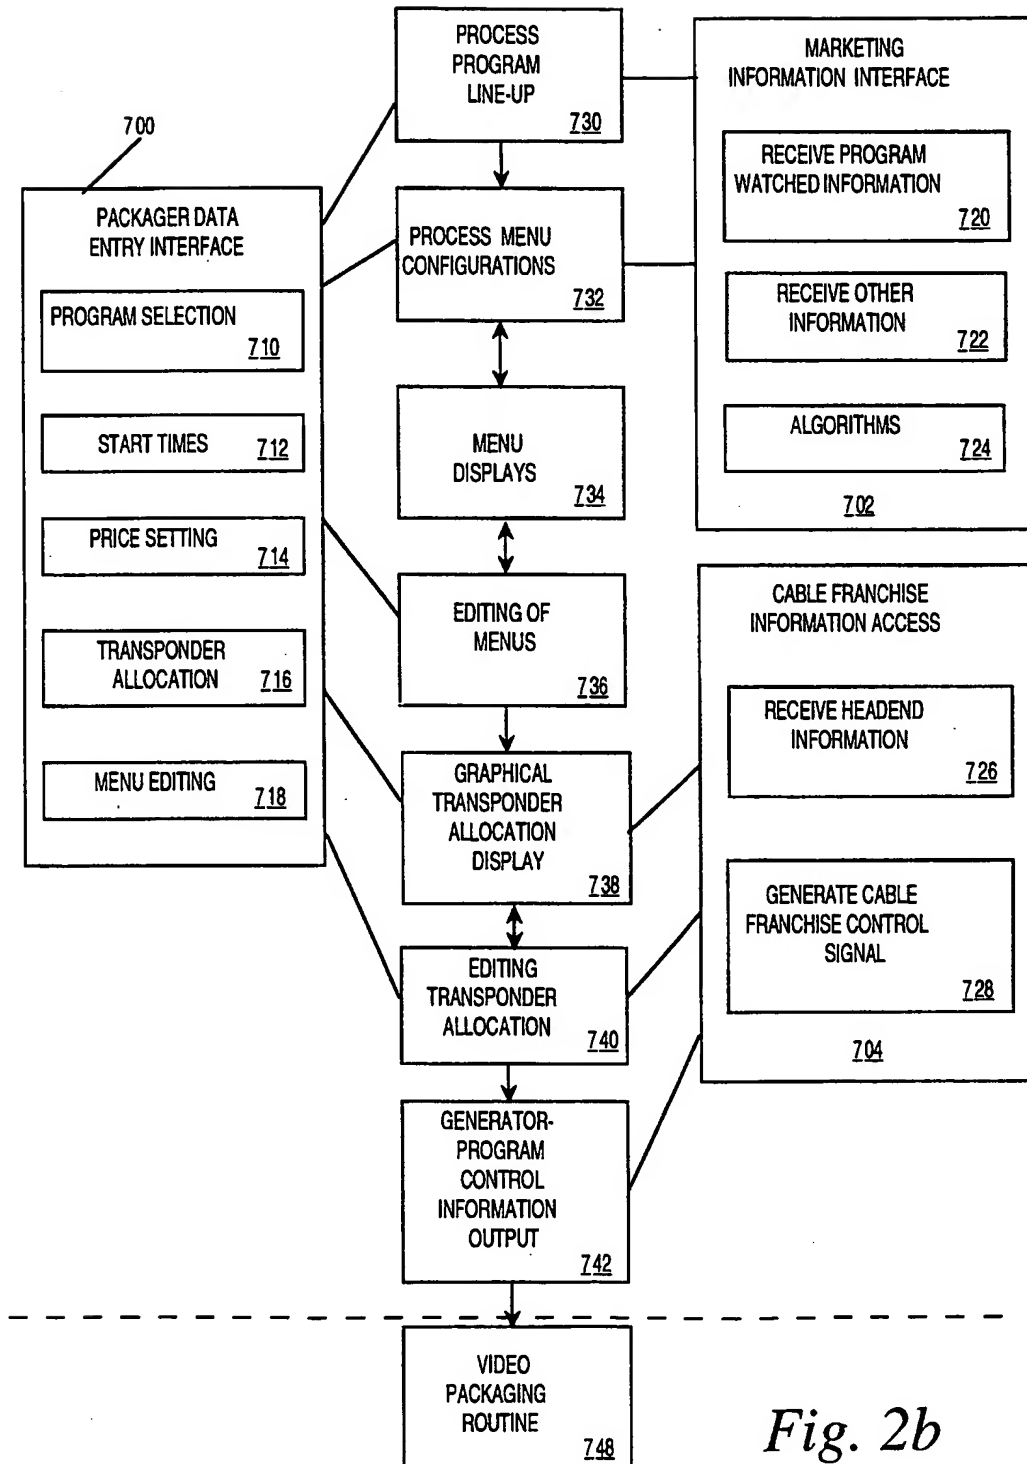 PROCESS
PROGRAM
LINE-UP
730
MARKETING
INFORMATION INTERFACE
RECEIVE PROGRAM
WATCHED INFORMATION
720
RECEIVE OTHER
INFORMATION
722
ALGORITHMS
724
702
700
PACKAGER DATA
ENTRY INTERFACE
PROGRAM SELECTION
710
START TIMES
712
PRICE SETTING
714
TRANSPONDER
ALLOCATION
716
MENU EDITING
718
PROCESS MENU
CONFIGURATIONS
732
MENU
DISPLAYS
734
EDITING OF
MENUS
736
GRAPHICAL
TRANSPONDER
ALLOCATION
DISPLAY
738
EDITING
TRANSPONDER
ALLOCATION
740
GENERATOR-
PROGRAM
CONTROL
INFORMATION
OUTPUT
742
CABLE FRANCHISE
INFORMATION ACCESS
RECEIVE HEADEND
INFORMATION
726
GENERATE CABLE
FRANCHISE CONTROL
SIGNAL
728
704
VIDEO
PACKAGING
ROUTINE
748
Fig. 2b